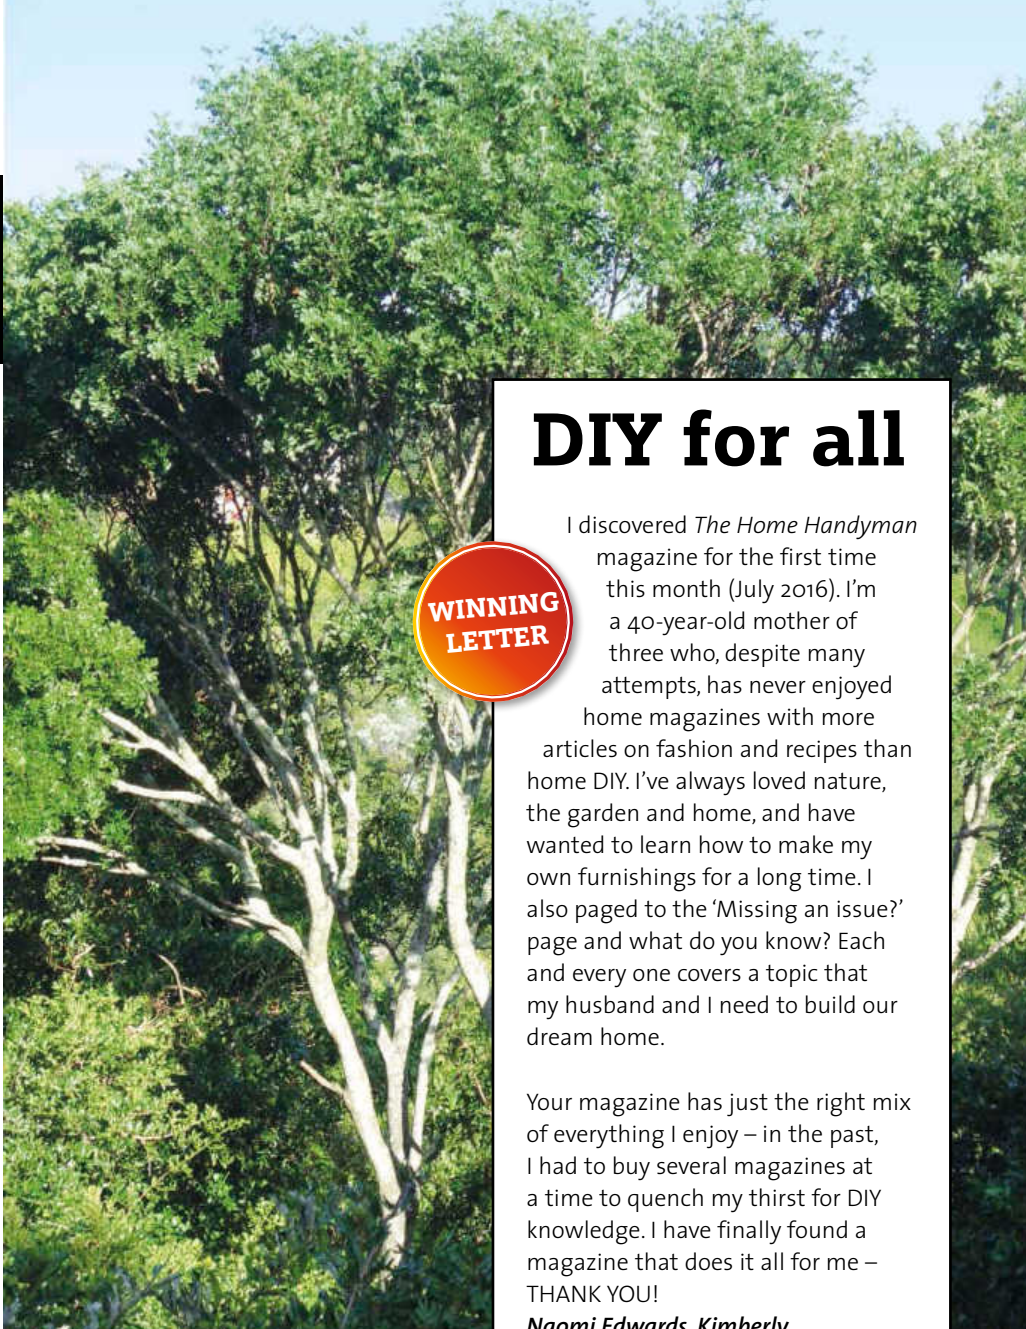 DIY for all
I discovered The Home Handyman
magazine for the first time
this month (July 2016). I’m
a 40-year-old mother of
three who, despite many
attempts, has never enjoyed
home magazines with more
articles on fashion and recipes than
home DIY. I’ve always loved nature,
the garden and home, and have
wanted to learn how to make my
own furnishings for a long time. I
also paged to the ‘Missing an issue?’
page and what do you know? Each
and every one covers a topic that
my husband and I need to build our
dream home.
Your magazine has just the right mix
of everything I enjoy – in the past,
I had to buy several magazines at
a time to quench my thirst for DIY
knowledge. I have finally found a
magazine that does it all for me –
THANK YOU!
Naomi Edwards, Kimberly
WINNING
LETTER